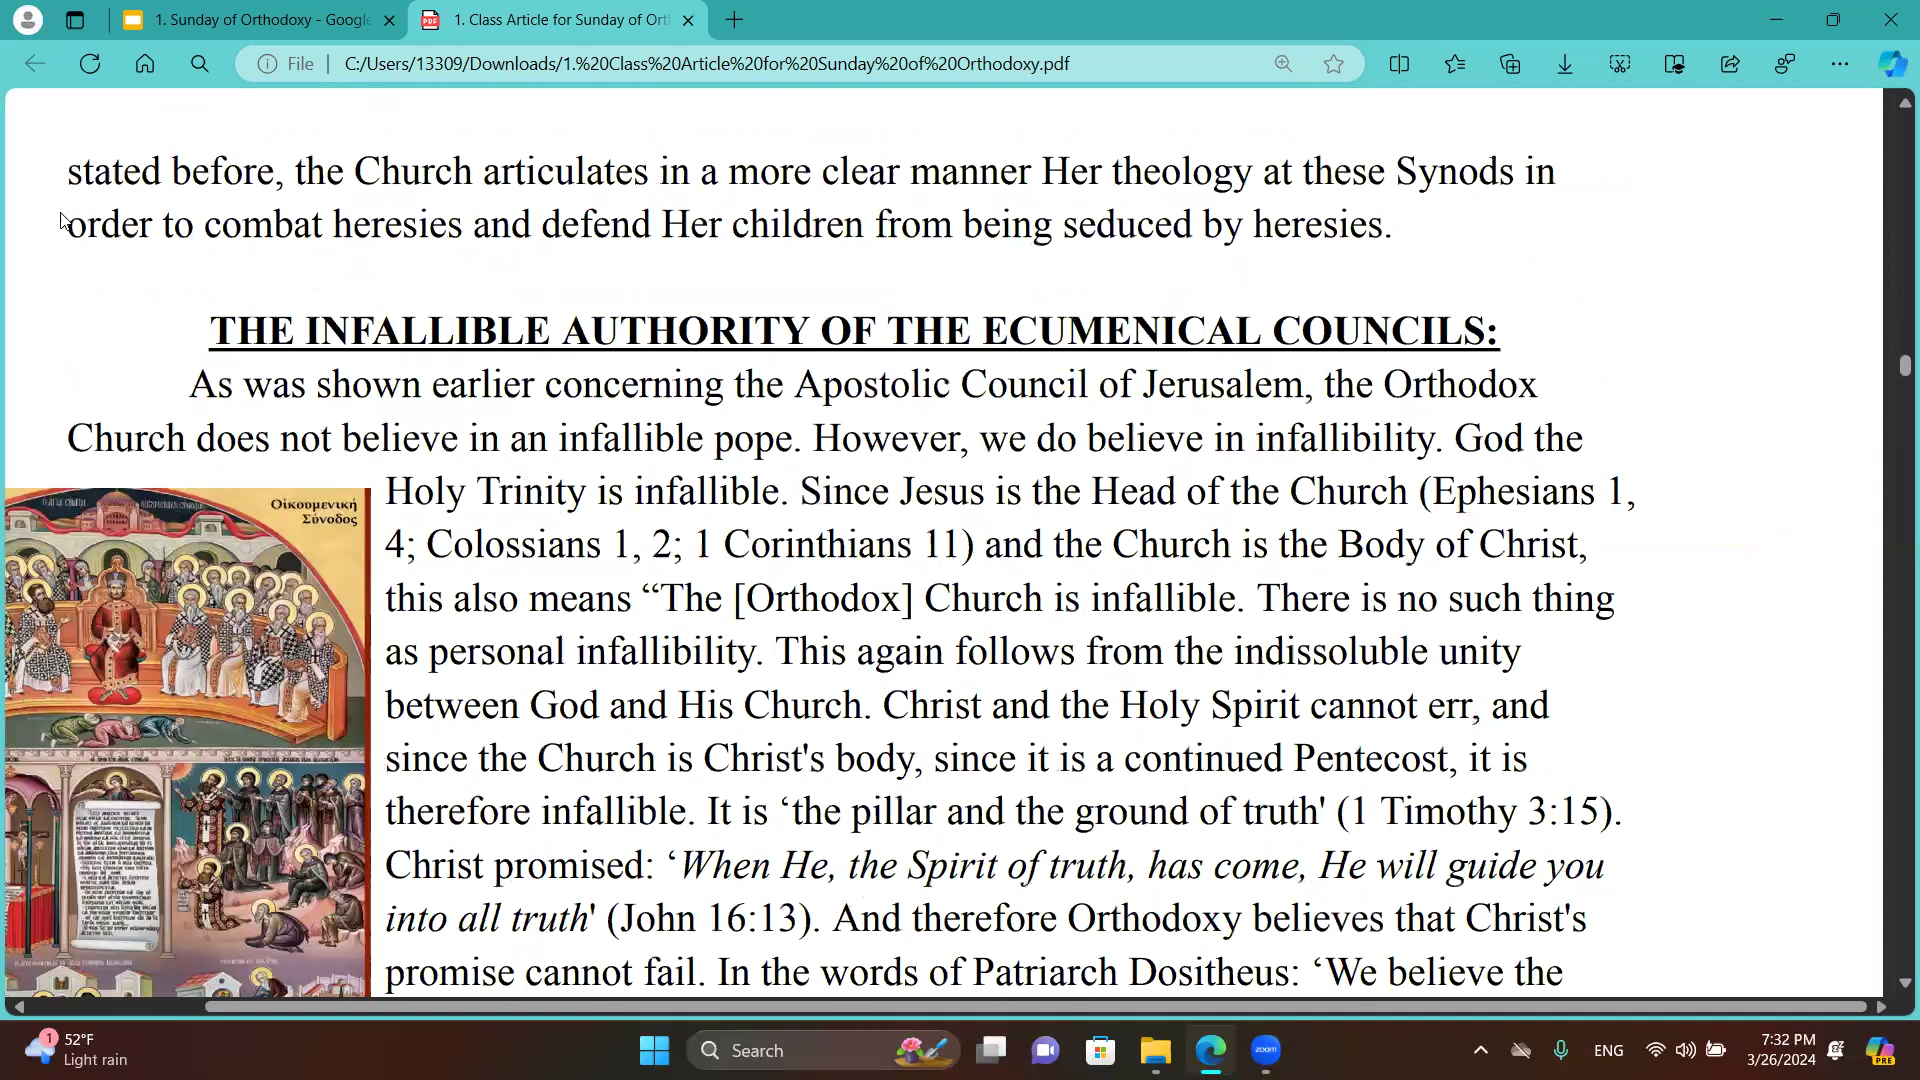 1. Sunday of Orthodoxy - Google
1. Class Article for Sunday of Ort
File
C:/Users/13309/Downloads/1.%20Class%20Article%20for%20Sunday%20of%20Orthodoxy.pdf
stated before, the Church articulates in a more clear manner Her theology at these Synods in
order to combat heresies and defend Her children from being seduced by heresies.
THE INFALLIBLE AUTHORITY OF THE ECUMENICAL COUNCILS:
As was shown earlier concerning the Apostolic Council of Jerusalem, the Orthodox
Church does not believe in an infallible pope. However, we do believe in infallibility. God the
Οἰκουμενική
Σύνοδος
Holy Trinity is infallible. Since Jesus is the Head of the Church (Ephesians 1,
4; Colossians 1, 2; 1 Corinthians 11) and the Church is the Body of Christ,
this also means “The [Orthodox] Church is infallible. There is no such thing
as personal infallibility. This again follows from the indissoluble unity
between God and His Church. Christ and the Holy Spirit cannot err, and
since the Church is Christ's body, since it is a continued Pentecost, it is
therefore infallible. It is ‘the pillar and the ground of truth' (1 Timothy 3:15).
Christ promised: ‘When He, the Spirit of truth, has come, He will guide you
into all truth' (John 16:13). And therefore Orthodoxy believes that Christ's
promise cannot fail. In the words of Patriarch Dositheus: ‘We believe the
1
52°F
Light rain
Search
zoom
ENG
7:32 PM
3/26/2024
PRE